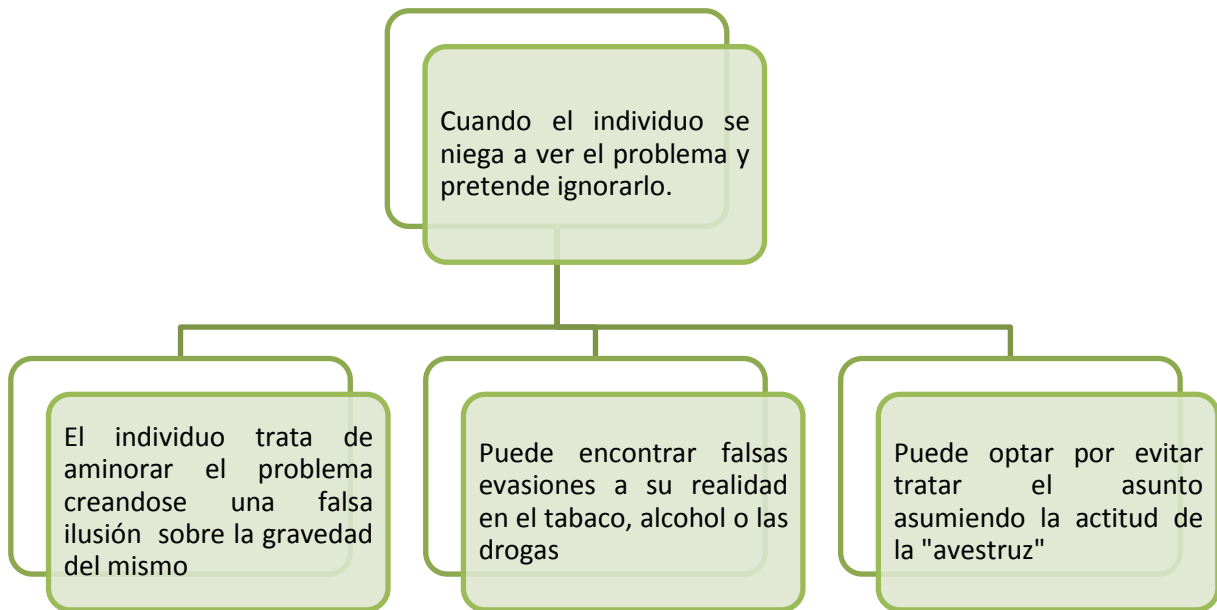 Cuando el individuo se
niega a ver el problema y
pretende ignorarlo.
El individuo trata de
aminorar el problema
creandose una falsa
ilusión sobre la gravedad
del mismo
Puede encontrar falsas
evasiones a su realidad
en el tabaco, alcohol o las
drogas
Puede optar por evitar
tratar el asunto
asumiendo la actitud de
la "avestruz"